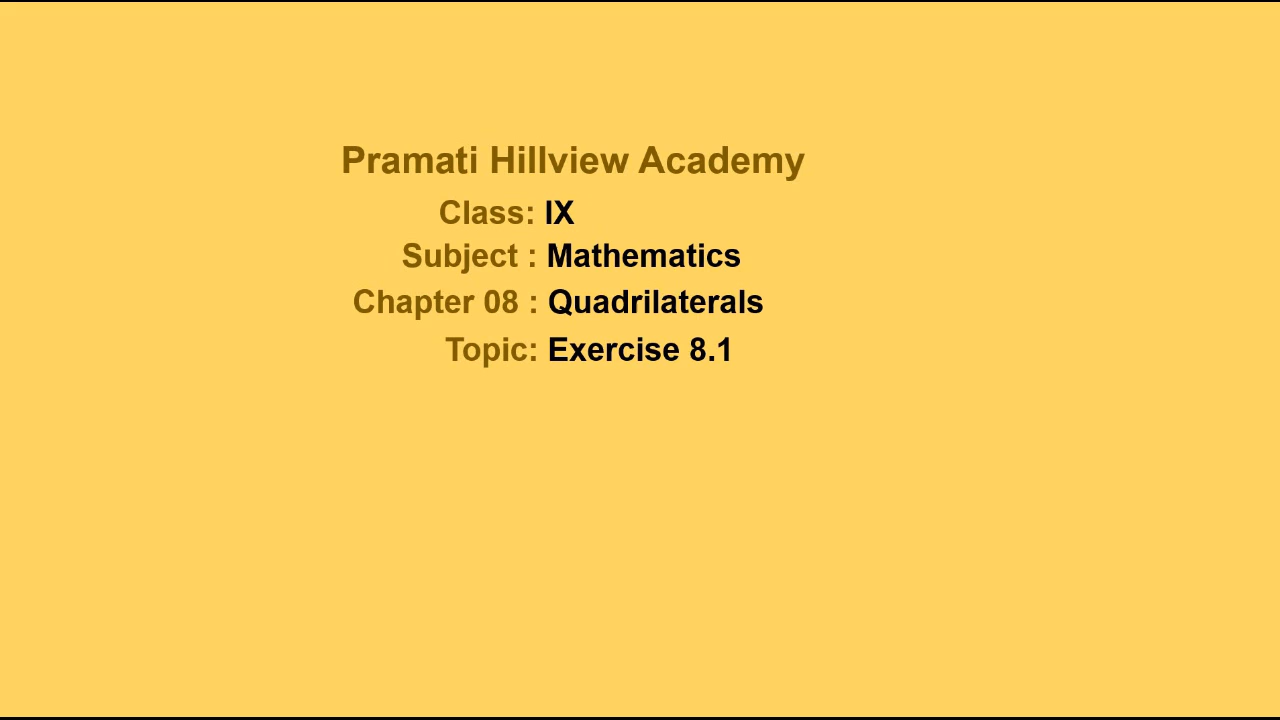 Pramati Hillview Academy
Class: IX
Subject : Mathematics
Chapter 08 : Quadrilaterals
Topic: Exercise 8.1